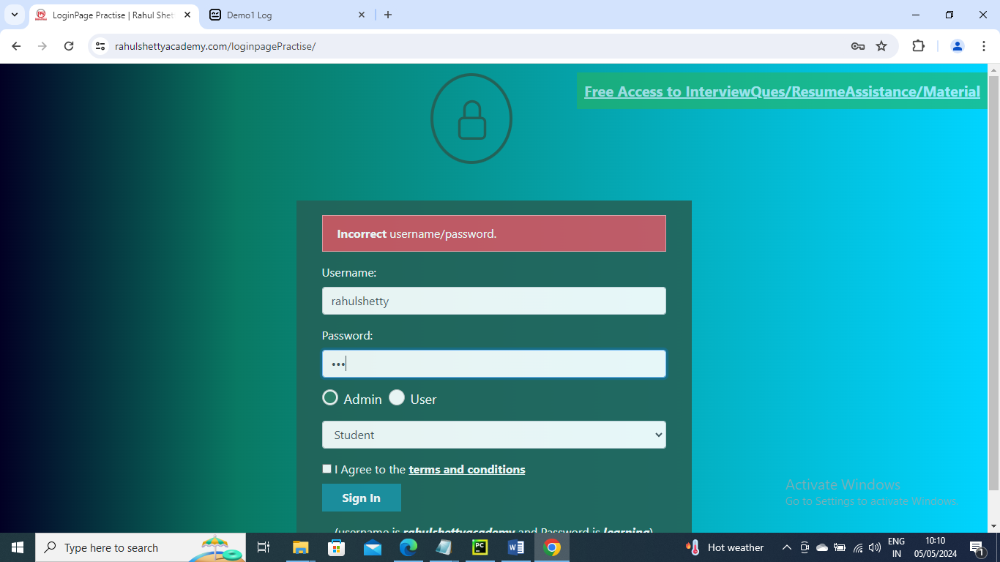 LoginPage Practise | Rahul Shet
Demo1 Log
rahulshettyacademy.com/loginpagePractise/
Free Access to InterviewQues/ResumeAssistance/Material
Incorrect username/password.
Username:
rahulshetty
Password:
•••
Admin User
Student
I Agree to the terms and conditions
Sign In
(username is rahulshettyacademy and Password is learning)
Activate Windows
Go to Settings to activate Windows.
Type here to search
PC
W
Hot weather
ENG
IN
10:10
05/05/2024
1